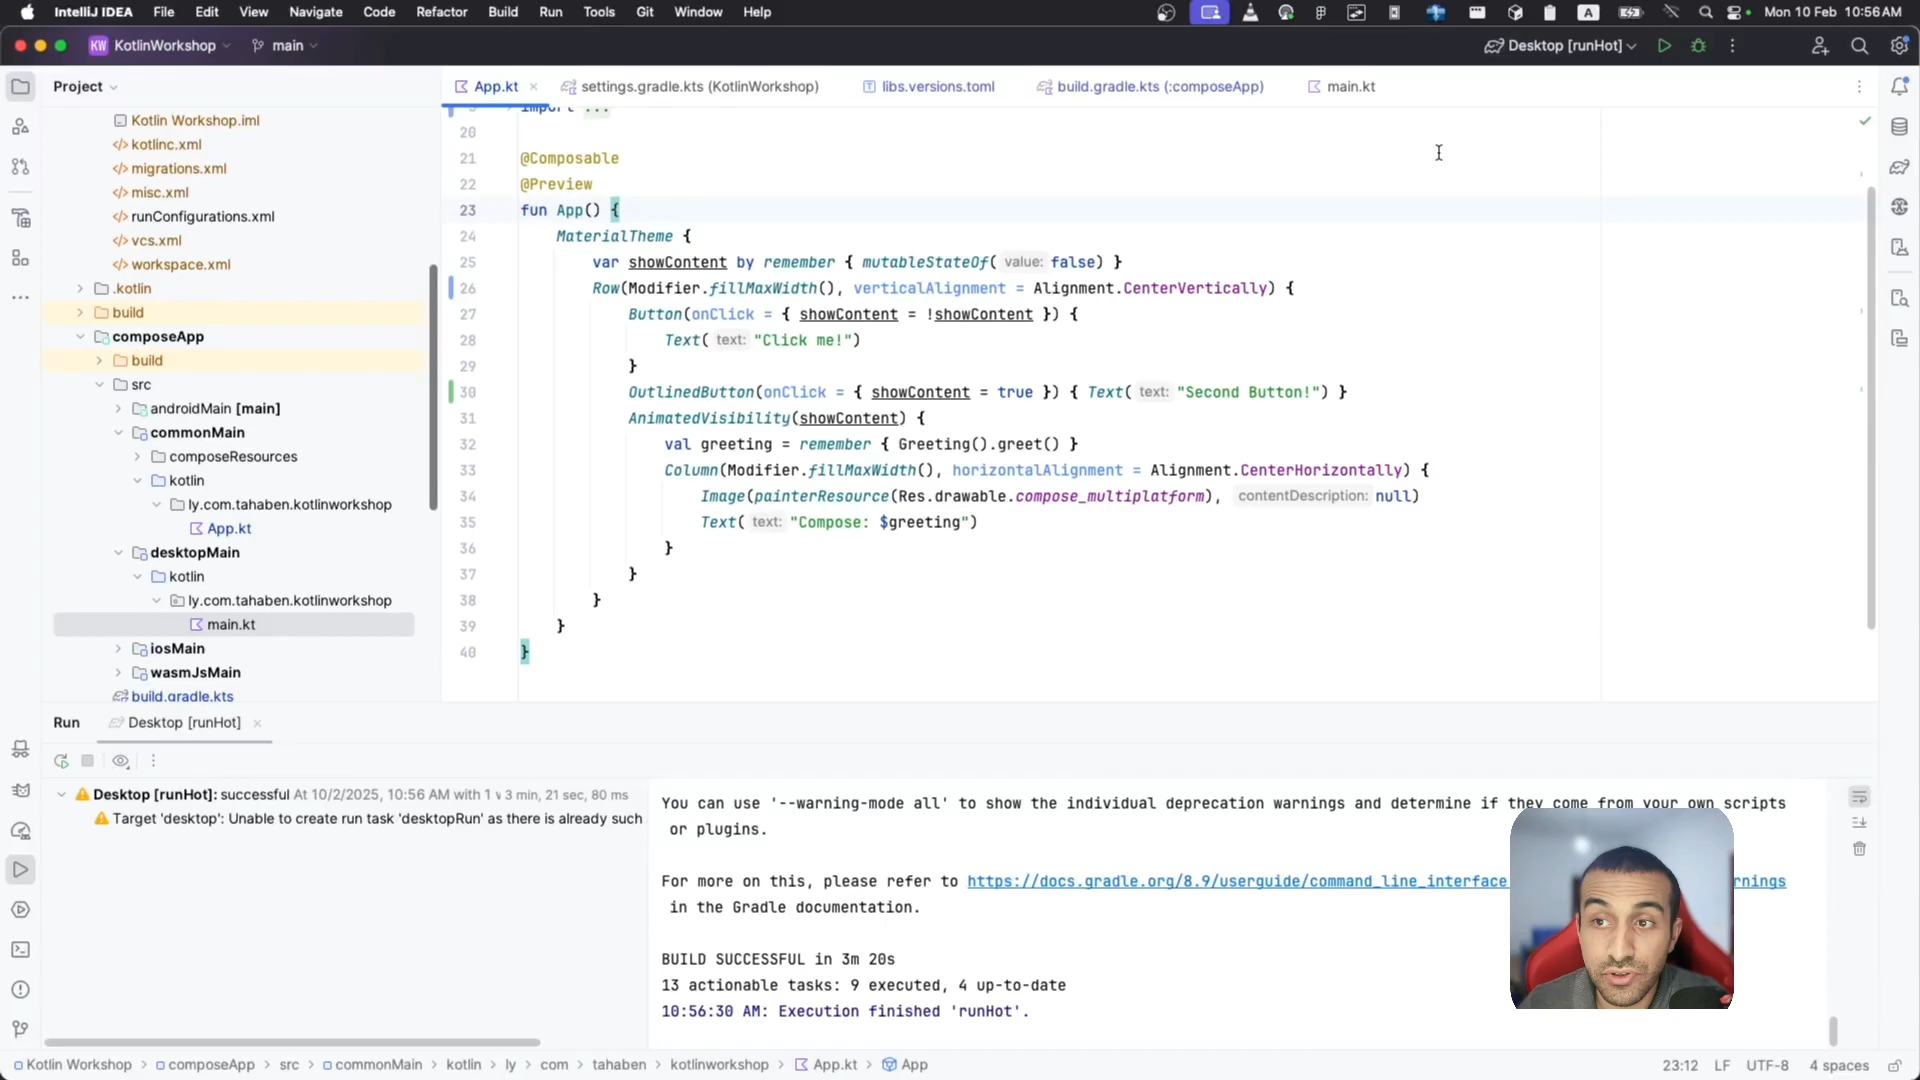 IntelliJ IDEA File Edit View Navigate Code Refactor Build Run Tools Git Window Help A Mon 10 Feb 10:56 AM
KW KotlinWorkshop main Desktop [runHot]
Project App.kt settings.gradle.kts (KotlinWorkshop) libs.versions.toml build.gradle.kts (:composeApp) main.kt
Kotlin Workshop.iml
kotlinc.xml
migrations.xml
misc.xml
runConfigurations.xml
vcs.xml
workspace.xml
.kotlin
build
composeApp
build
src
androidMain [main]
commonMain
composeResources
kotlin
ly.com.tahaben.kotlinworkshop
App.kt
desktopMain
kotlin
ly.com.tahaben.kotlinworkshop
main.kt
iosMain
wasmJsMain
build.gradle.kts
import ...
20
21 @Composable
22 @Preview
23 fun App() {
24 MaterialTheme {
25 var showContent by remember { mutableStateOf( value: false) }
26 Row(Modifier.fillMaxWidth(), verticalAlignment = Alignment.CenterVertically) {
27 Button(onClick = { showContent = !showContent }) {
28 Text( text: "Click me!")
29 }
30 OutlinedButton(onClick = { showContent = true }) { Text( text: "Second Button!") }
31 AnimatedVisibility(showContent) {
32 val greeting = remember { Greeting().greet() }
33 Column(Modifier.fillMaxWidth(), horizontalAlignment = Alignment.CenterHorizontally) {
34 Image(painterResource(Res.drawable.compose_multiplatform), contentDescription: null)
35 Text( text: "Compose: $greeting")
36 }
37 }
38 }
39 }
40 }
Run Desktop [runHot]
Desktop [runHot]: successful At 10/2/2025, 10:56 AM with 1 v 3 min, 21 sec, 80 ms
Target 'desktop': Unable to create run task 'desktopRun' as there is already such
You can use '--warning-mode all' to show the individual deprecation warnings and determine if they come from your own scripts
or plugins.
For more on this, please refer to https://docs.gradle.org/8.9/userguide/command_line_interface rnings
in the Gradle documentation.
BUILD SUCCESSFUL in 3m 20s
13 actionable tasks: 9 executed, 4 up-to-date
10:56:30 AM: Execution finished 'runHot'.
Kotlin Workshop composeApp src commonMain kotlin ly com tahaben kotlinworkshop App.kt App 23:12 LF UTF-8 4 spaces